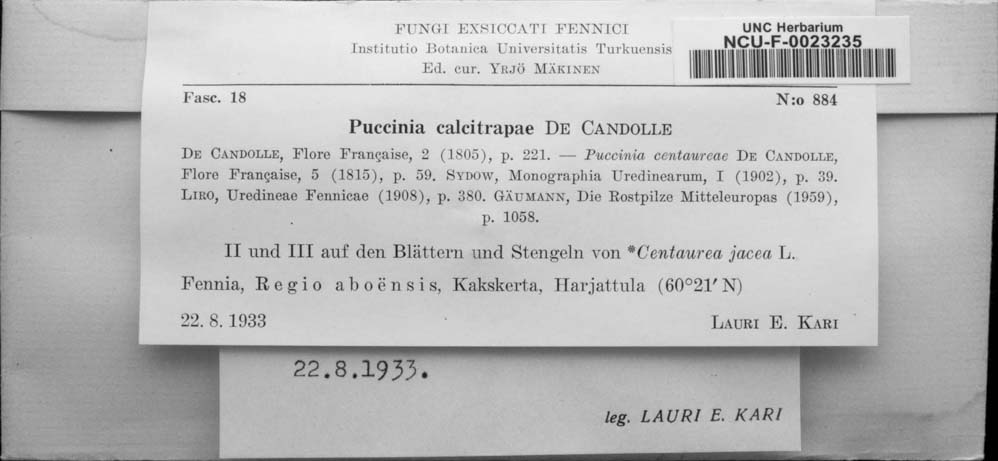 FUNGI EXSICCATI FENNICI
Institutio Botanica Universitatis Turkuensis
Ed. cur. YRJÖ MÄKINEN
UNC Herbarium
NCU-F-0023235
Fasc. 18 N:o 884
Puccinia calcitrapae DE CANDOLLE
DE CANDOLLE, Flore Française, 2 (1805), p. 221. — Puccinia centaureae DE CANDOLLE,
Flore Française, 5 (1815), p. 59. SYDOW, Monographia Uredinearum, I (1902), p. 39.
LIRO, Uredineae Fennicae (1908), p. 380. GÄUMANN, Die Rostpilze Mitteleuropas (1959),
p. 1058.
II und III auf den Blättern und Stengeln von *Centaurea jacea L.
Fennia, Regio aboënsis, Kakskerta, Harjattula (60°21′ N)
22. 8. 1933 LAURI E. KARI
22.8.1933.
leg. LAURI E. KARI